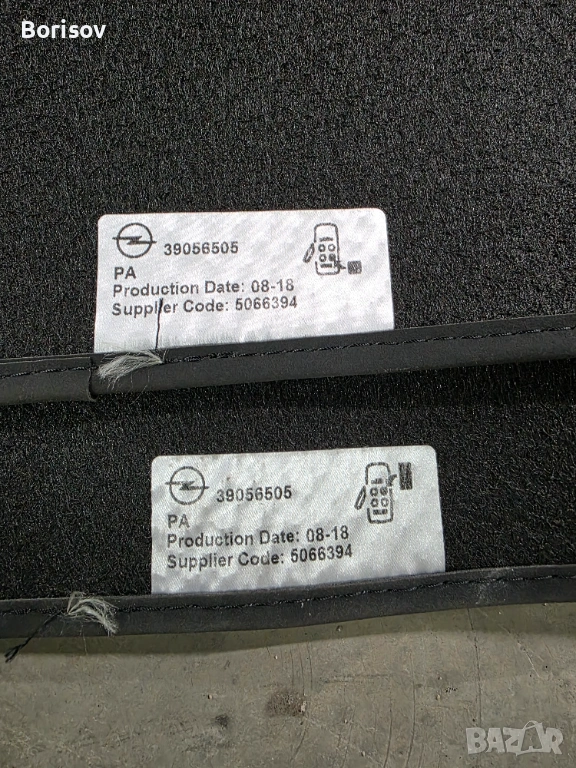 Borisov
39056505
PA
Production Date: 08-18
Supplier Code: 5066394
39056505
PA
Production Date: 08-18
Supplier Code: 5066394
BAZAR